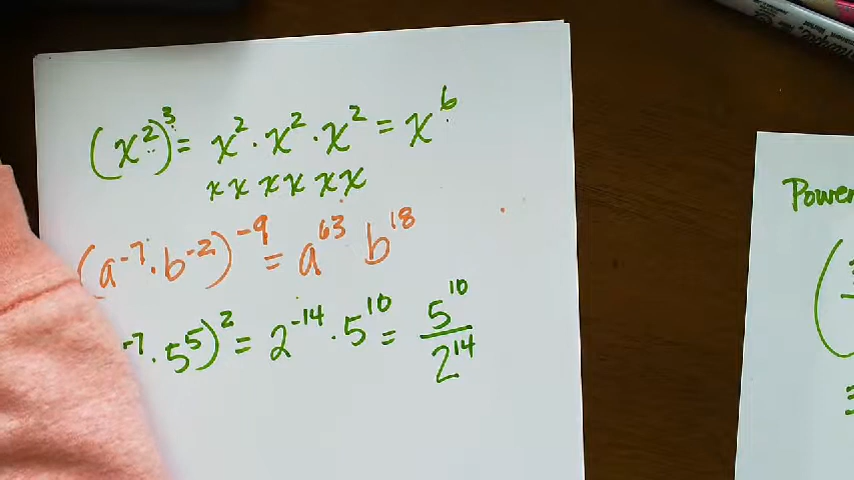 (x²)³ = x² · x² · x² = x⁶
xx xx xx
(a⁻⁷ · b⁻²)⁻⁹ = a⁶³ b¹⁸
⁻⁷ · 5⁵)² = 2⁻¹⁴ · 5¹⁰ = 5¹⁰/2¹⁴
Power
(
=